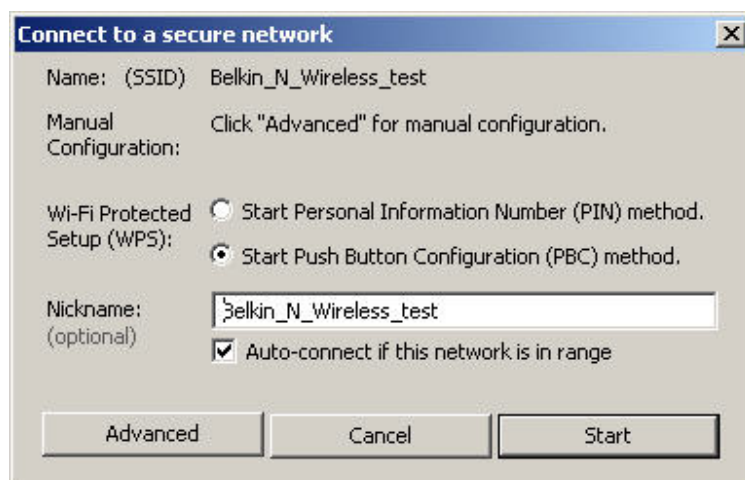 Connect to a secure network
Name: (SSID) Belkin_N_Wireless_test
Manual Configuration: Click "Advanced" for manual configuration.
Wi-Fi Protected Setup (WPS):
Start Personal Information Number (PIN) method.
Start Push Button Configuration (PBC) method.
Nickname: (optional)
Belkin_N_Wireless_test
Auto-connect if this network is in range
Advanced Cancel Start